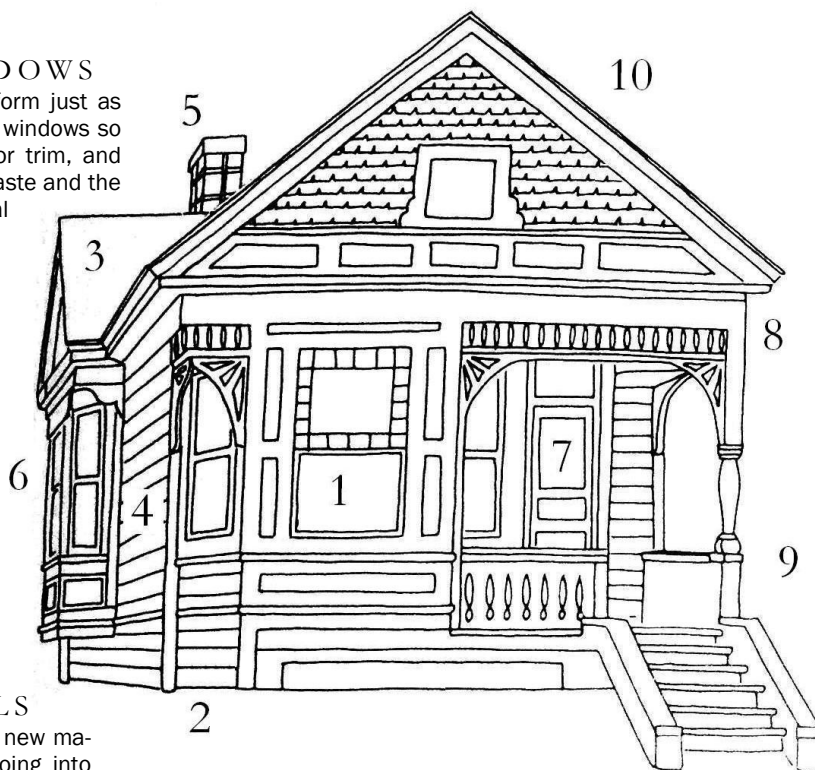 DOWS
form just as
windows so
or trim, and
aste and the
al
10
5
3
8
7
6
1
4
9
2
LS
new ma-
oing into